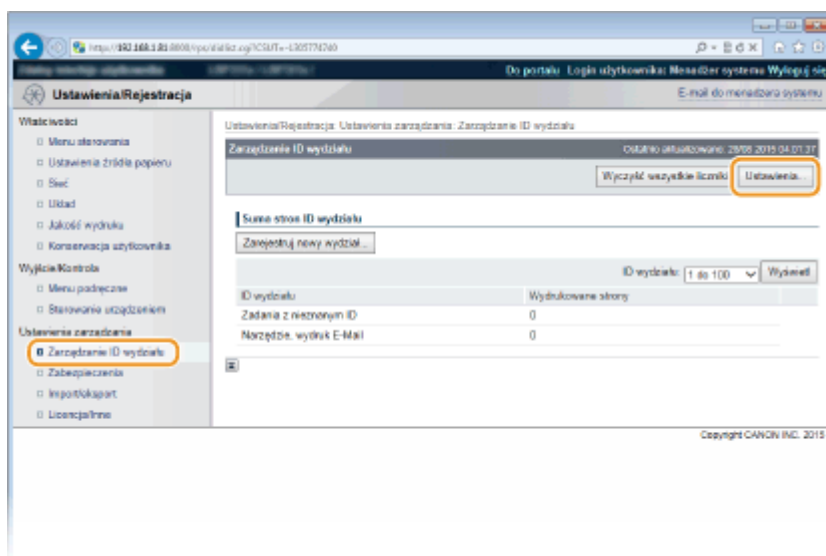 Do portalu Login użytkownika: Menedżer systemu Wyloguj się
Ustawienia/Rejestracja
E-mail do menedżera systemu
Właściwości
Menu sterowania
Ustawienia źródła papieru
Sieć
Układ
Jakość wydruku
Konserwacja użytkownika
Wyjście/Kontrola
Menu podręczne
Sterowanie urządzeniem
Ustawienia zarządzania
Zarządzanie ID wydziału
Zabezpieczenia
Import/eksport
Licencja/Inne
Ustawienia/Rejestracja: Ustawienia zarządzania: Zarządzanie ID wydziału
Zarządzanie ID wydziału
Ostatnio aktualizowano: 28/08 2015 04:01:37
Wyczyść wszystkie liczniki
Ustawienia...
Suma stron ID wydziału
Zarejestruj nowy wydział...
ID wydziału: 1 do 100 Wyświetl
ID wydziału Wydrukowane strony
Zadania z nieznanym ID 0
Narzędzie, wydruk E-Mail 0
Copyright CANON INC. 2015